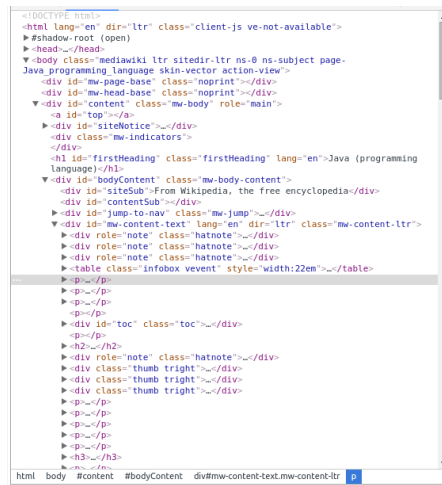 <!DOCTYPE html>
<html lang="en" dir="ltr" class="client-js ve-not-available">
▶#shadow-root (open)
▶<head>…</head>
▼<body class="mediawiki ltr sitedir-ltr ns-0 ns-subject page-
Java_programming_language skin-vector action-view">
<div id="mw-page-base" class="noprint"></div>
<div id="mw-head-base" class="noprint"></div>
▼<div id="content" class="mw-body" role="main">
<a id="top"></a>
▶<div id="siteNotice">…</div>
<div class="mw-indicators">
</div>
<h1 id="firstHeading" class="firstHeading" lang="en">Java (programming
language)</h1>
▼<div id="bodyContent" class="mw-body-content">
<div id="siteSub">From Wikipedia, the free encyclopedia</div>
<div id="contentSub"></div>
▶<div id="jump-to-nav" class="mw-jump">…</div>
▼<div id="mw-content-text" lang="en" dir="ltr" class="mw-content-ltr">
▶<div role="note" class="hatnote">…</div>
▶<div role="note" class="hatnote">…</div>
▶<div role="note" class="hatnote">…</div>
▶<table class="infobox vevent" style="width:22em">…</table>
… ▶<p>…</p>
▶<p>…</p>
▶<p>…</p>
<p></p>
▶<div id="toc" class="toc">…</div>
<p></p>
▶<h2>…</h2>
▶<div role="note" class="hatnote">…</div>
▶<div class="thumb tright">…</div>
▶<div class="thumb tright">…</div>
▶<div class="thumb tright">…</div>
▶<p>…</p>
▶<p>…</p>
▶<p>…</p>
▶<p>…</p>
▶<p>…</p>
▶<h3>…</h3>
▶<p>…</p>
html body #content #bodyContent div#mw-content-text.mw-content-ltr p